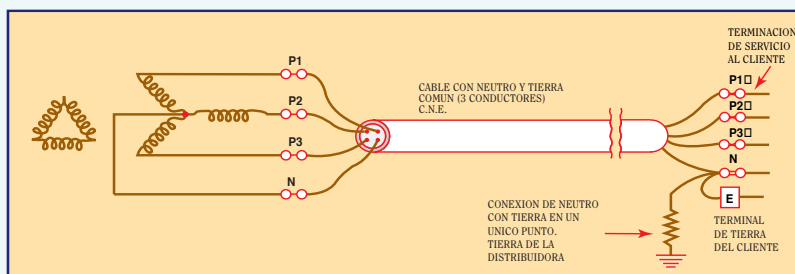 P1
P2
P3
N
CABLE CON NEUTRO Y TIERRA
COMUN (3 CONDUCTORES)
C.N.E.
TERMINACION
DE SERVICIO
AL CLIENTE
P1□
P2□
P3□
N
E
CONEXION DE NEUTRO
CON TIERRA EN UN
UNICO PUNTO.
TIERRA DE LA
DISTRIBUIDORA
TERMINAL
DE TIERRA
DEL CLIENTE